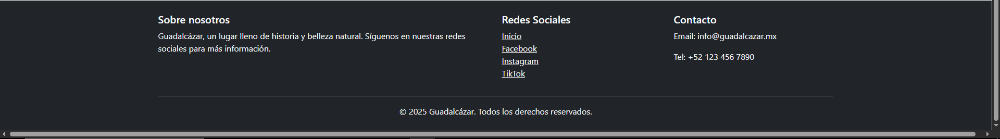 Sobre nosotros
Guadalcázar, un lugar lleno de historia y belleza natural. Síguenos en nuestras redes
sociales para más información.
Redes Sociales
Inicio
Facebook
Instagram
TikTok
Contacto
Email: info@guadalcazar.mx
Tel: +52 123 456 7890
© 2025 Guadalcázar. Todos los derechos reservados.